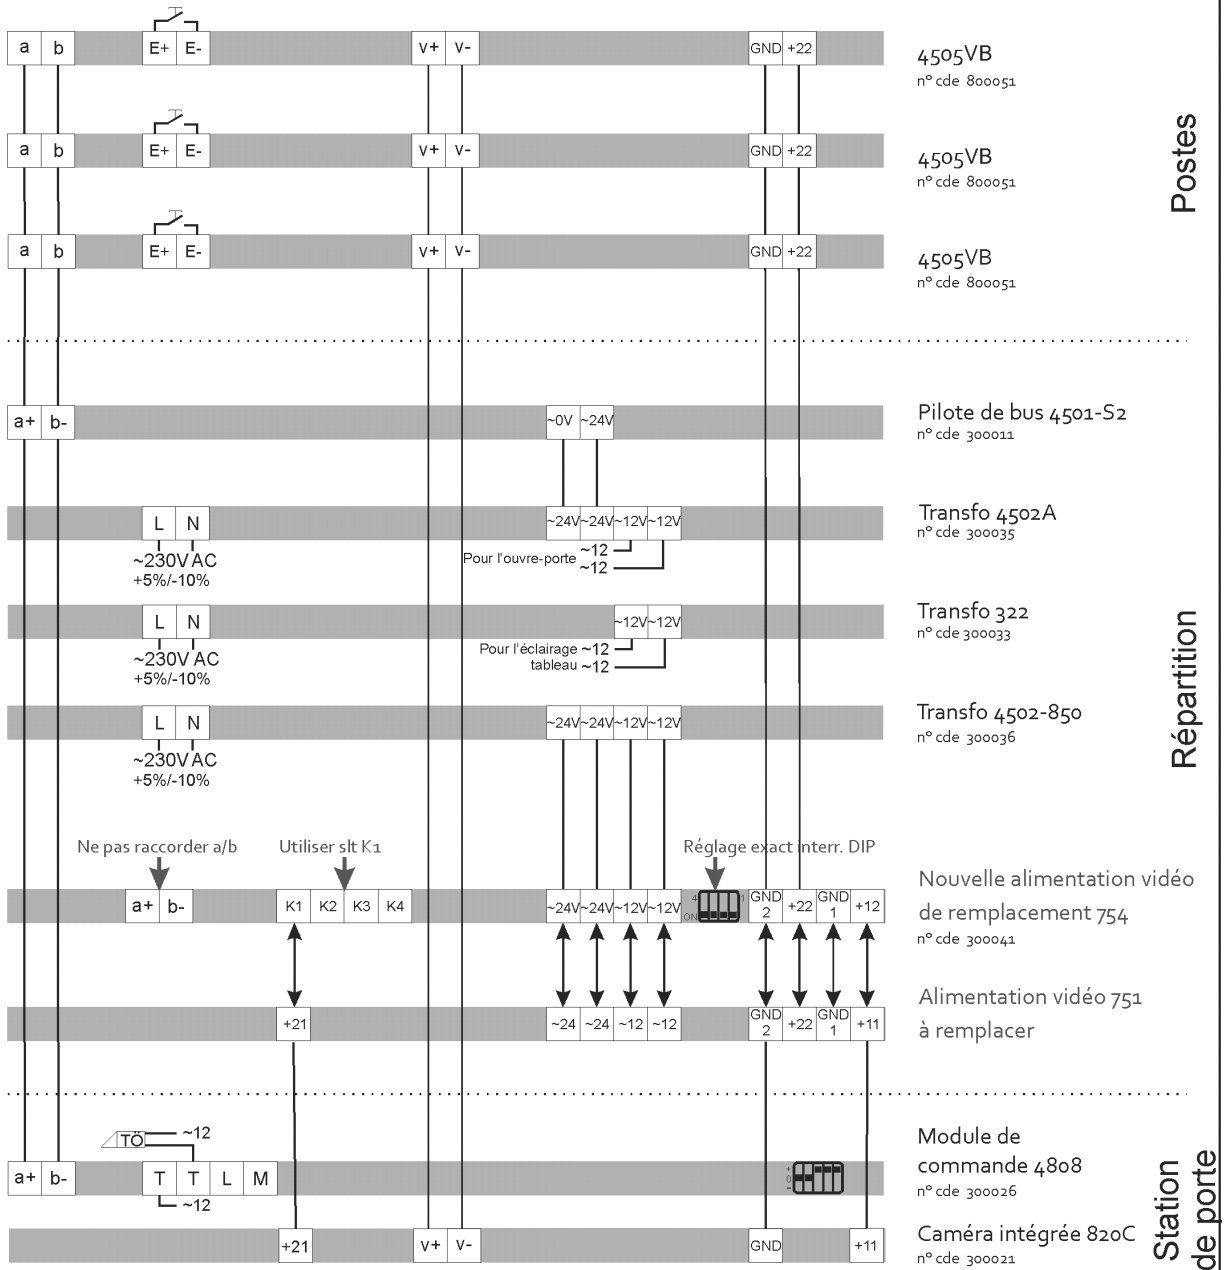 a b E+ E- v+ v- GND +22 4505VB
n° cde 800051
a b E+ E- v+ v- GND +22 4505VB
n° cde 800051
a b E+ E- v+ v- GND +22 4505VB
n° cde 800051
Postes
a+ b- ~0V ~24V Pilote de bus 4501-S2
n° cde 300011
L N ~24V ~24V ~12V ~12V Transfo 4502A
n° cde 300035
~230V AC
+5%/-10%
Pour l'ouvre-porte ~12
~12
L N ~12V ~12V Transfo 322
n° cde 300033
~230V AC
+5%/-10%
Pour l'éclairage ~12
tableau ~12
L N ~24V ~24V ~12V ~12V Transfo 4502-850
n° cde 300036
~230V AC
+5%/-10%
Répartition
Ne pas raccorder a/b Utiliser slt K1 Réglage exact interr. DIP
a+ b- K1 K2 K3 K4 ~24V ~24V ~12V ~12V 4 1 ON GND 2 +22 GND 1 +12
Nouvelle alimentation vidéo
de remplacement 754
n° cde 300041
+21 ~24 ~24 ~12 ~12 GND 2 +22 GND 1 +11
Alimentation vidéo 751
à remplacer
TÖ ~12
a+ b- T T L M + 0 -
~12
Module de
commande 4808
n° cde 300026
+21 v+ v- GND +11 Caméra intégrée 820C
n° cde 300021
Station
de porte